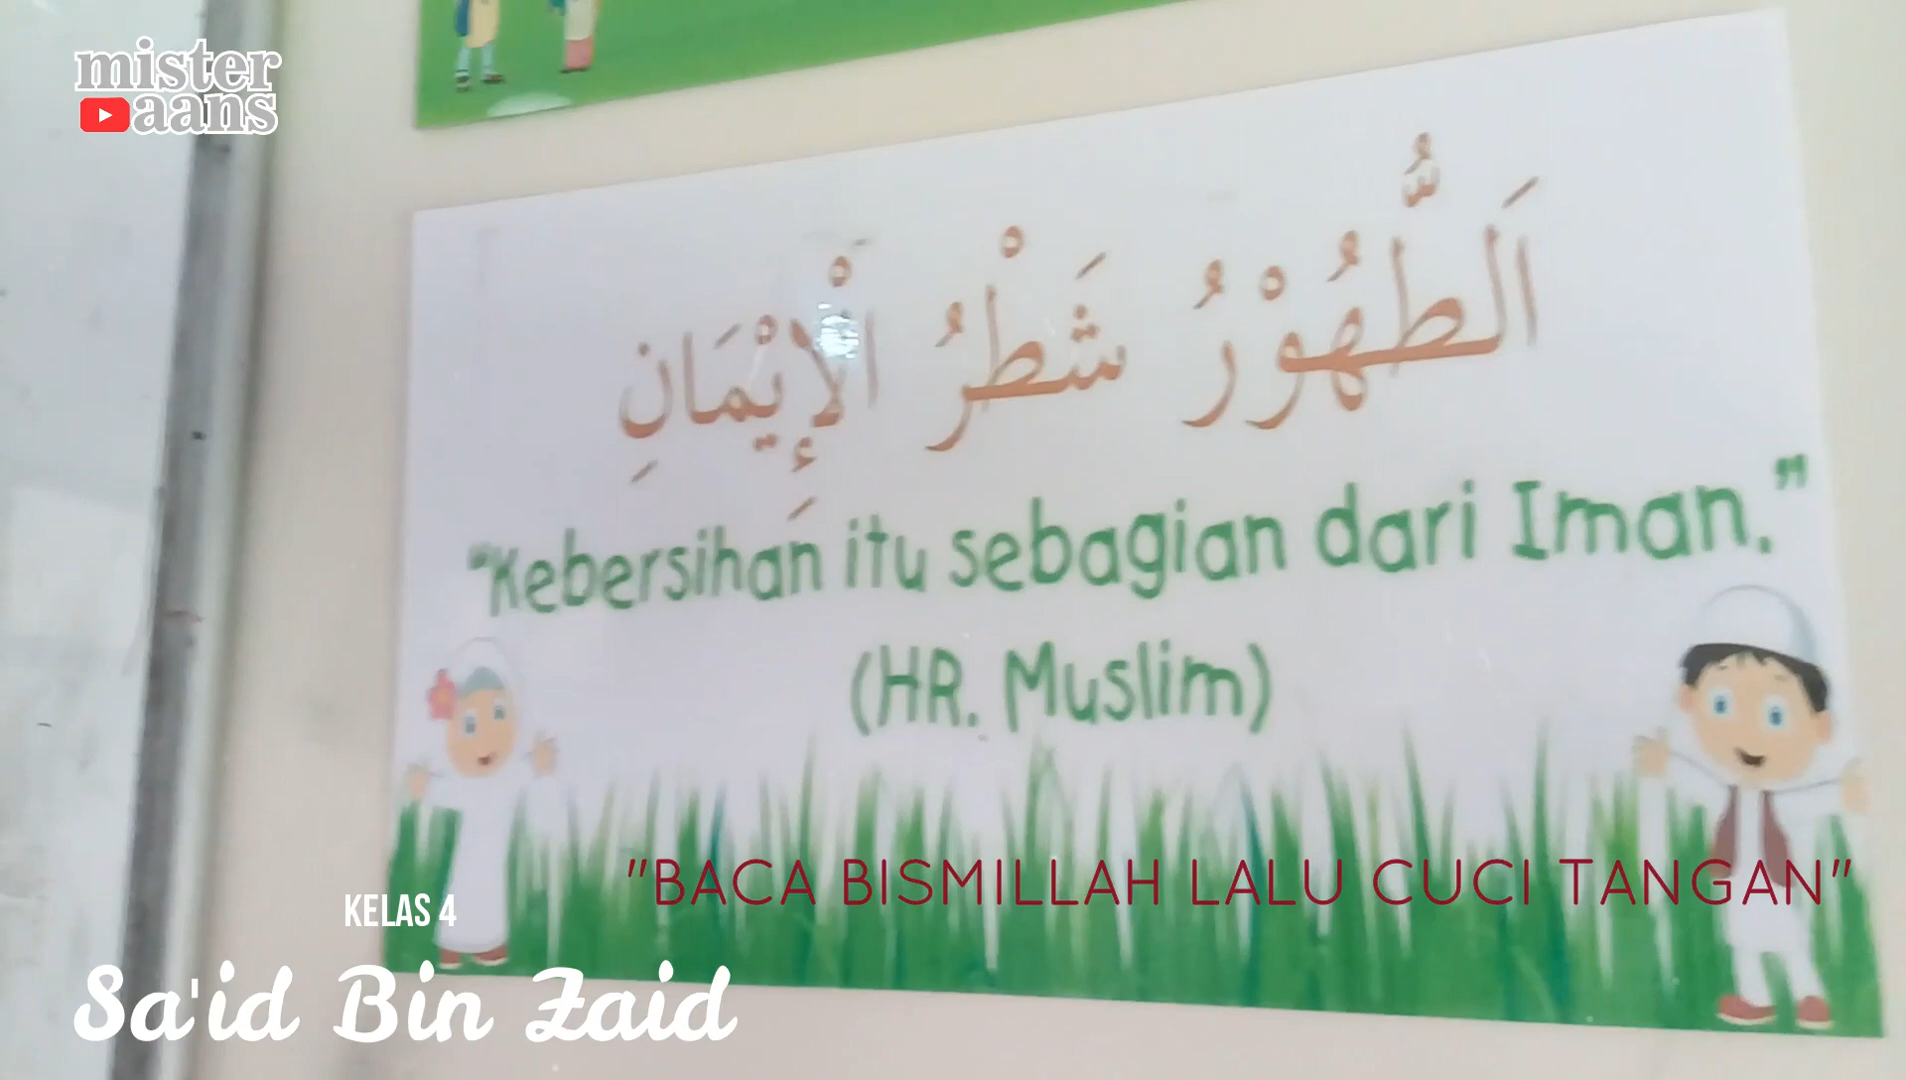 mister
aans
اَلطُّهُوْرُ شَطْرُ الْإِيْمَانِ
"Kebersihan itu sebagian dari Iman."
(HR. Muslim)
"BACA BISMILLAH LALU CUCI TANGAN"
KELAS 4
Sa'id Bin Zaid